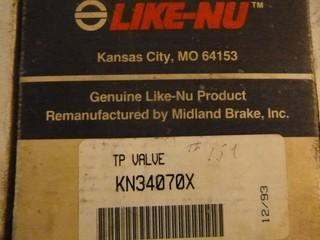 LIKE-NU™
Kansas City, MO 64153
Genuine Like-Nu Product
Remanufactured by Midland Brake, Inc.
TP VALVE
KN34070X
12/93